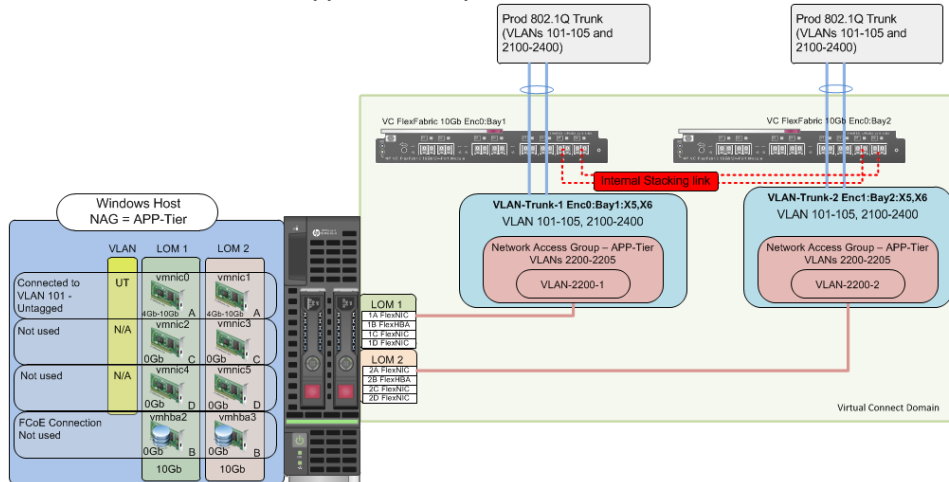 Prod 802.1Q Trunk
(VLANs 101-105 and
2100-2400)
Prod 802.1Q Trunk
(VLANs 101-105 and
2100-2400)
VC FlexFabric 10Gb Enc0:Bay1
VC FlexFabric 10Gb Enc0:Bay2
Internal Stacking link
VLAN-Trunk-1 Enc0:Bay1:X5,X6
VLAN 101-105, 2100-2400
Network Access Group – APP-Tier
VLANs 2200-2205
VLAN-2200-1
VLAN-Trunk-2 Enc1:Bay2:X5,X6
VLAN 101-105, 2100-2400
Network Access Group – APP-Tier
VLANs 2200-2205
VLAN-2200-2
Windows Host
NAG = APP-Tier
VLAN LOM 1 LOM 2
Connected to
VLAN 101 -
Untagged
UT
vmnic0
4Gb-10Gb A
vmnic1
4Gb-10Gb A
Not used
N/A
vmnic2
0Gb C
vmnic3
0Gb C
Not used
N/A
vmnic4
0Gb D
vmnic5
0Gb D
FCoE Connection
Not used
vmhba2
0Gb B
vmhba3
0Gb B
10Gb 10Gb
LOM 1
1A FlexNIC
1B FlexHBA
1C FlexNIC
1D FlexNIC
LOM 2
2A FlexNIC
2B FlexHBA
2C FlexNIC
2D FlexNIC
Virtual Connect Domain